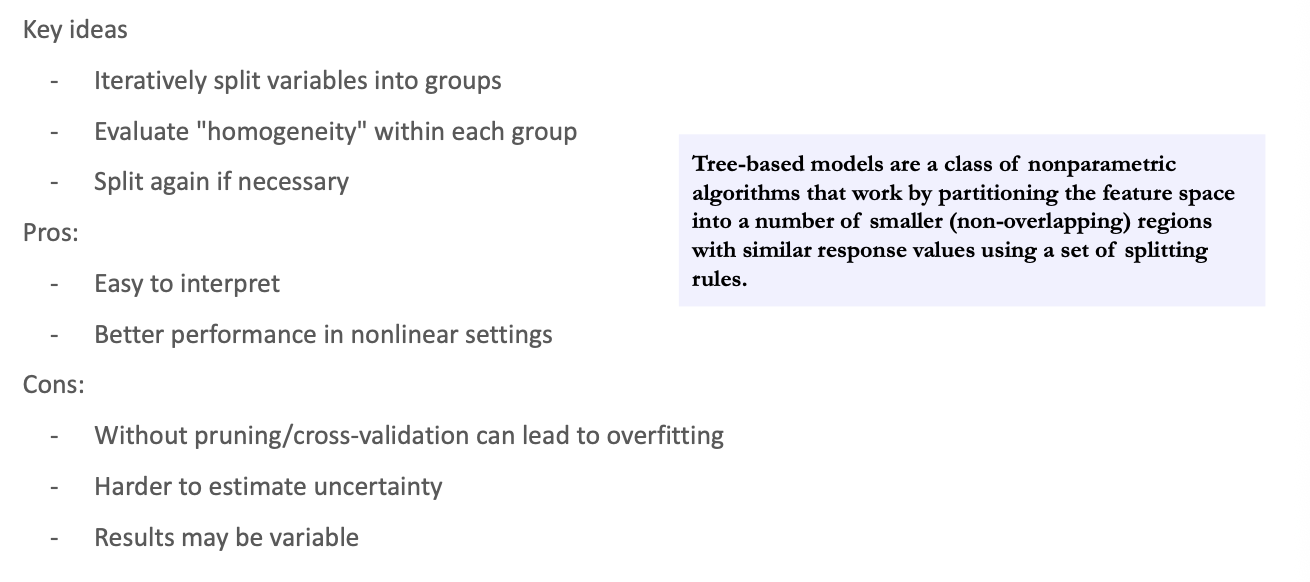 Key ideas
- Iteratively split variables into groups
- Evaluate "homogeneity" within each group
- Split again if necessary
Pros:
- Easy to interpret
- Better performance in nonlinear settings
Cons:
- Without pruning/cross-validation can lead to overfitting
- Harder to estimate uncertainty
- Results may be variable
Tree-based models are a class of nonparametric
algorithms that work by partitioning the feature space
into a number of smaller (non-overlapping) regions
with similar response values using a set of splitting
rules.